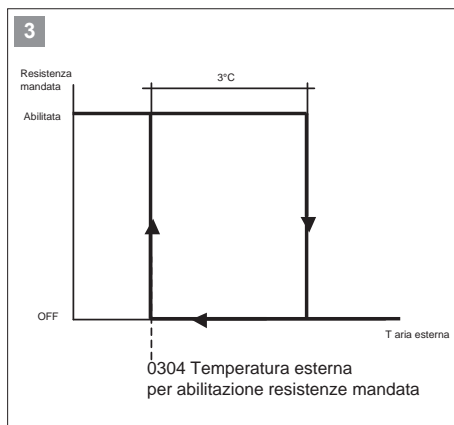 3
Resistenza
mandata
3°C
Abilitata
OFF
T aria esterna
0304 Temperatura esterna
per abilitazione resistenze mandata